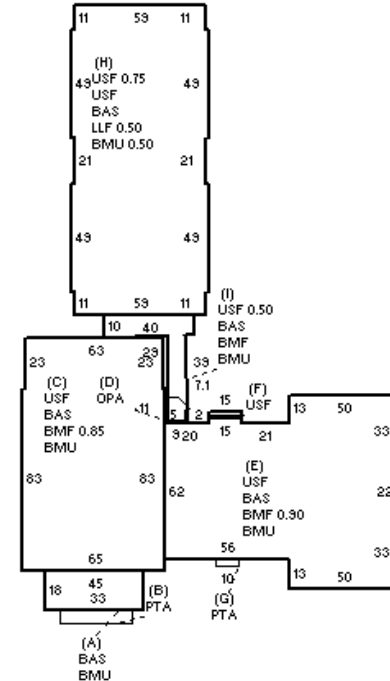 11 59 11
(H)
49 USF 0.75 49
USF
BAS
LLF 0.50
BMU 0.50
21 21
49 49
11 59 11
(I)
USF 0.50
BAS
BMF
BMU
10 40
63 29 39
23 23
7.1
(C) (D) (F)
USF OPA 15 USF
BAS
BMF 0.85
BMU
11 5 2 13 50
9 20 15 21
33
83 83 62
(E)
USF
BAS
BMF 0.90
BMU
22
65 56
33
10 13 50
18 45
33
(B)
PTA
(G)
PTA
(A)
BAS
BMU